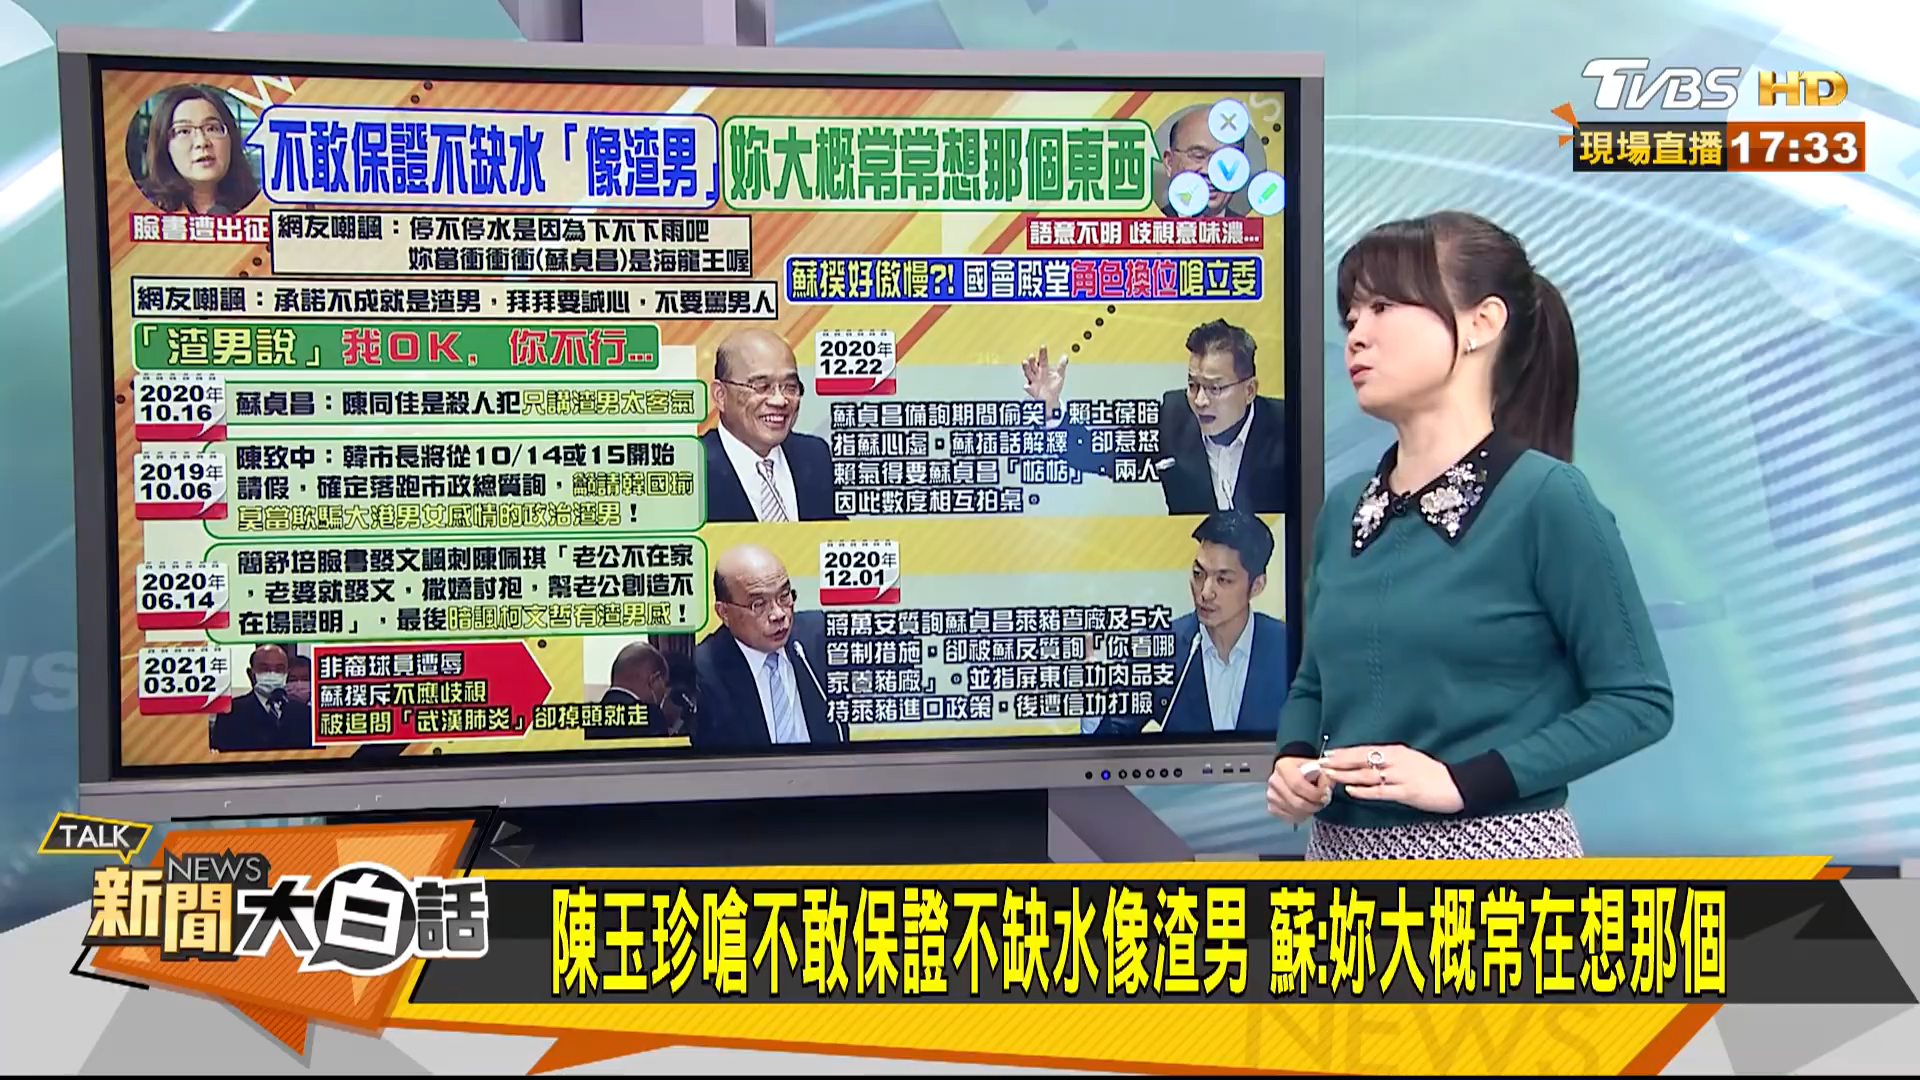 TVBS HD
現場直播 17:33
不敢保證不缺水「像渣男」
妳大概常常想那個東西
臉書遭出征
網友嘲諷：停不停水是因為下不下雨吧
妳當衝衝衝(蘇貞昌)是海龍王喔
網友嘲諷：承諾不成就是渣男，拜拜要誠心，不要罵男人
語意不明 歧視意味濃...
蘇揆好傲慢?! 國會殿堂角色換位嗆立委
「渣男說」我OK，你不行...
2020年
10.16
蘇貞昌：陳同佳是殺人犯只講渣男太客氣
2019年
10.06
陳致中：韓市長將從10/14或15開始
請假，確定落跑市政總質詢，籲請韓國瑜
莫當欺騙大港男女感情的政治渣男！
2020年
06.14
簡舒培臉書發文諷刺陳佩琪「老公不在家
，老婆就發文，撒嬌討抱，幫老公創造不
在場證明」，最後暗諷柯文哲有渣男感！
2021年
03.02
非裔球員遭辱
蘇揆斥不應歧視
被追問「武漢肺炎」卻掉頭就走
2020年
12.22
蘇貞昌備詢期間偷笑，賴士葆暗
指蘇心虛。蘇插話解釋，卻惹怒
賴氣得要蘇貞昌「惦惦」，兩人
因此數度相互拍桌。
2020年
12.01
蔣萬安質詢蘇貞昌萊豬查廠及5大
管制措施，卻被蘇反質詢「你看哪
家養豬廠」。並指屏東信功肉品支
持萊豬進口政策，後遭信功打臉。
TALK
NEWS
新聞大白話
陳玉珍嗆不敢保證不缺水像渣男 蘇:妳大概常在想那個
NEWS